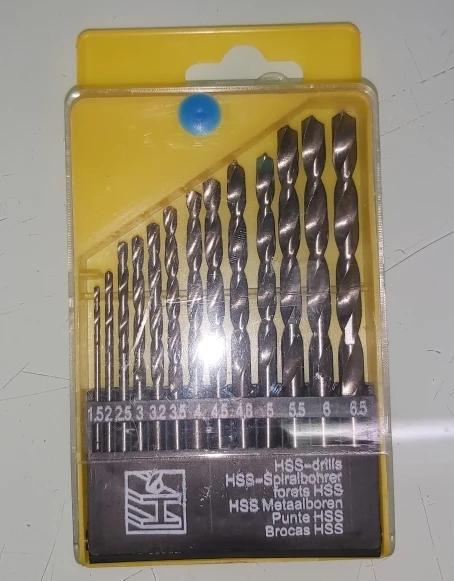 1.5 2 2.5 3 3.2 3.5 4 4.5 4.8 5 5.5 6 6.5
HSS-drills
HSS-Spiralbohrer
forets HSS
HSS Metaalboren
Punte HSS
Brocas HSS